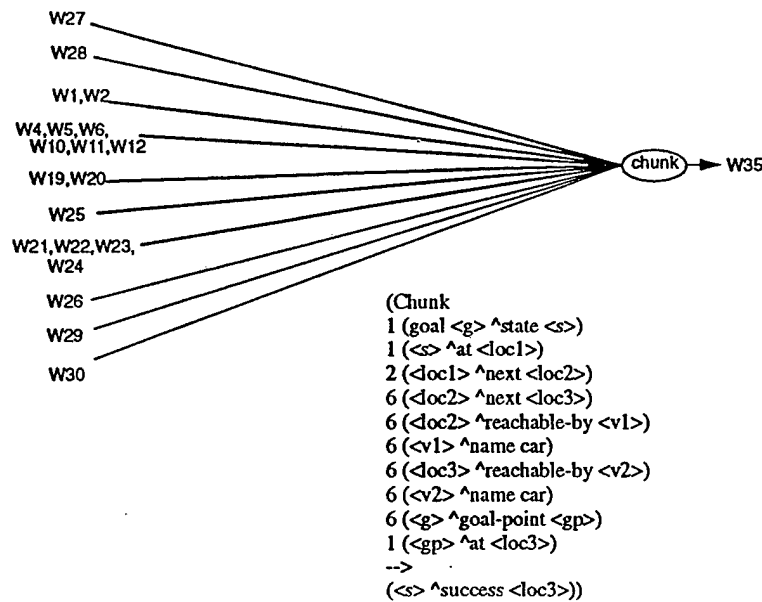 W27
W28
W1,W2
W4,W5,W6,
W10,W11,W12
W19,W20
W25
W21,W22,W23,
W24
W26
W29
W30
chunk
W35
(Chunk
1 (goal <g> ^state <s>)
1 (<s> ^at <loc1>)
2 (<loc1> ^next <loc2>)
6 (<loc2> ^next <loc3>)
6 (<loc2> ^reachable-by <v1>)
6 (<v1> ^name car)
6 (<loc3> ^reachable-by <v2>)
6 (<v2> ^name car)
6 (<g> ^goal-point <gp>)
1 (<gp> ^at <loc3>)
-->
(<s> ^success <loc3>))